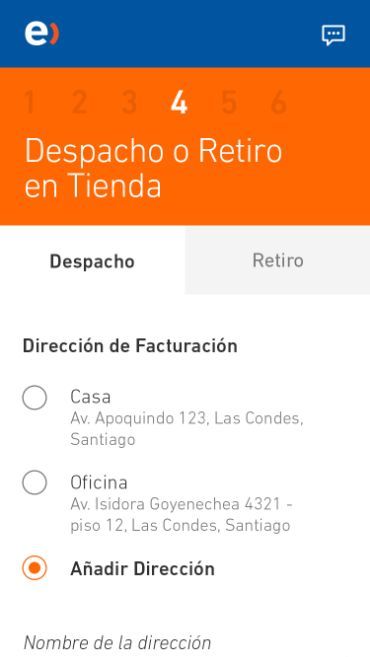 e)
1 2 3 4 5 6
Despacho o Retiro
en Tienda
Despacho Retiro
Dirección de Facturación
Casa
Av. Apoquindo 123, Las Condes,
Santiago
Oficina
Av. Isidora Goyenechea 4321 -
piso 12, Las Condes, Santiago
Añadir Dirección
Nombre de la dirección